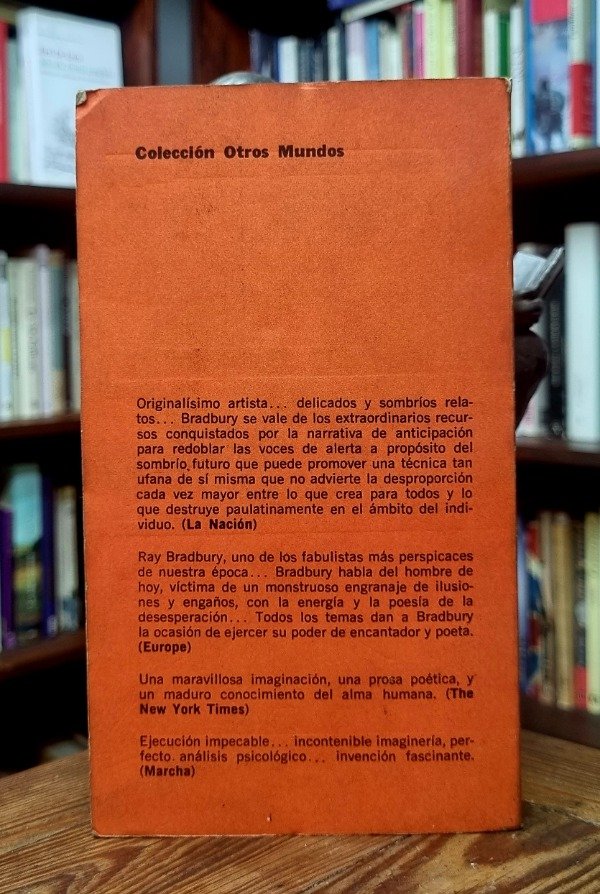 Colección Otros Mundos
Originalísimo artista... delicados y sombríos rela-
tos... Bradbury se vale de los extraordinarios recur-
sos conquistados por la narrativa de anticipación
para redoblar las voces de alerta a propósito del
sombrío futuro que puede promover una técnica tan
ufana de sí misma que no advierte la desproporción
cada vez mayor entre lo que crea para todos y lo
que destruye paulatinamente en el ámbito del indi-
viduo. (La Nación)
Ray Bradbury, uno de los fabulistas más perspicaces
de nuestra época... Bradbury habla del hombre de
hoy, víctima de un monstruoso engranaje de ilusio-
nes y engaños, con la energía y la poesía de la
desesperación... Todos los temas dan a Bradbury
la ocasión de ejercer su poder de encantador y poeta.
(Europe)
Una maravillosa imaginación, una prosa poética, y
un maduro conocimiento del alma humana. (The
New York Times)
Ejecución impecable... incontenible imaginería, per-
fecto análisis psicológico... invención fascinante.
(Marcha)